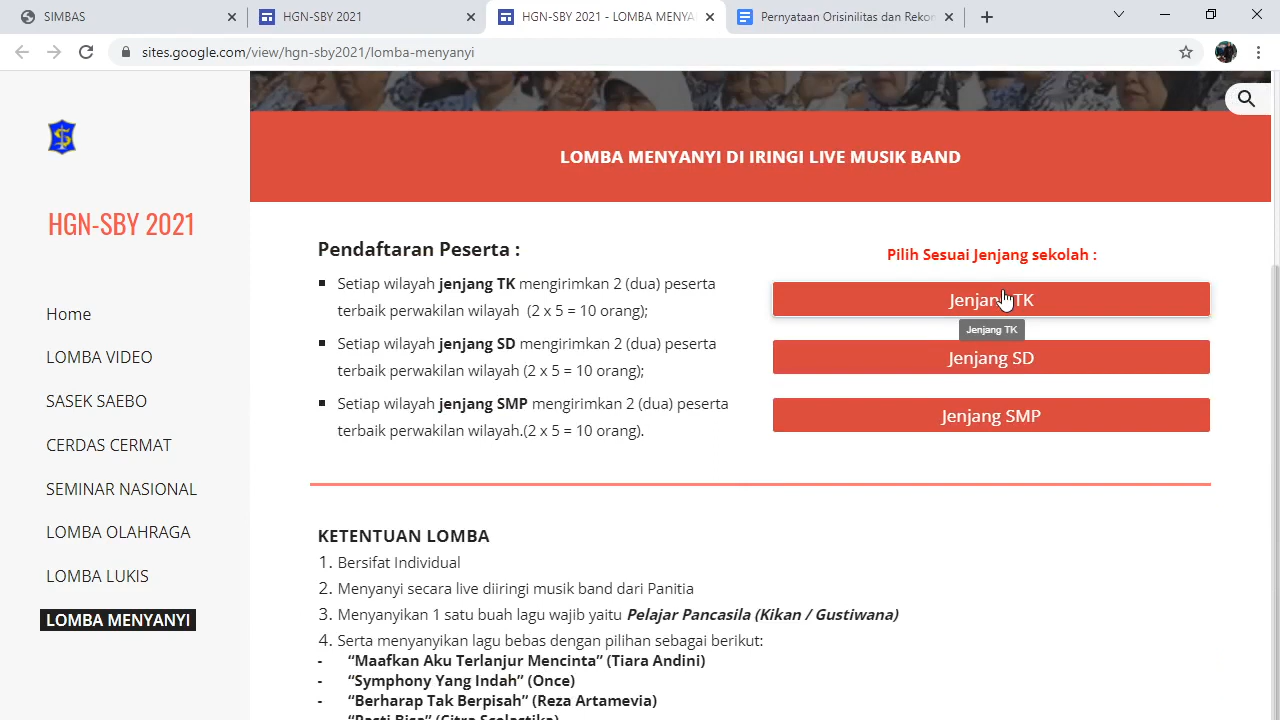 SIMBAS
HGN-SBY 2021
HGN-SBY 2021 - LOMBA MENYA
Pernyataan Orisinilitas dan Rekor
sites.google.com/view/hgn-sby2021/lomba-menyanyi
HGN-SBY 2021
Home
LOMBA VIDEO
SASEK SAEBO
CERDAS CERMAT
SEMINAR NASIONAL
LOMBA OLAHRAGA
LOMBA LUKIS
LOMBA MENYANYI
LOMBA MENYANYI DI IRINGI LIVE MUSIK BAND
Pendaftaran Peserta :
▪ Setiap wilayah jenjang TK mengirimkan 2 (dua) peserta
terbaik perwakilan wilayah (2 x 5 = 10 orang);
▪ Setiap wilayah jenjang SD mengirimkan 2 (dua) peserta
terbaik perwakilan wilayah (2 x 5 = 10 orang);
▪ Setiap wilayah jenjang SMP mengirimkan 2 (dua) peserta
terbaik perwakilan wilayah.(2 x 5 = 10 orang).
Pilih Sesuai Jenjang sekolah :
Jenjang TK
Jenjang TK
Jenjang SD
Jenjang SMP
KETENTUAN LOMBA
1. Bersifat Individual
2. Menyanyi secara live diiringi musik band dari Panitia
3. Menyanyikan 1 satu buah lagu wajib yaitu Pelajar Pancasila (Kikan / Gustiwana)
4. Serta menyanyikan lagu bebas dengan pilihan sebagai berikut:
- “Maafkan Aku Terlanjur Mencinta” (Tiara Andini)
- “Symphony Yang Indah” (Once)
- “Berharap Tak Berpisah” (Reza Artamevia)
- “Pasti Bisa” (Citra Scolastika)